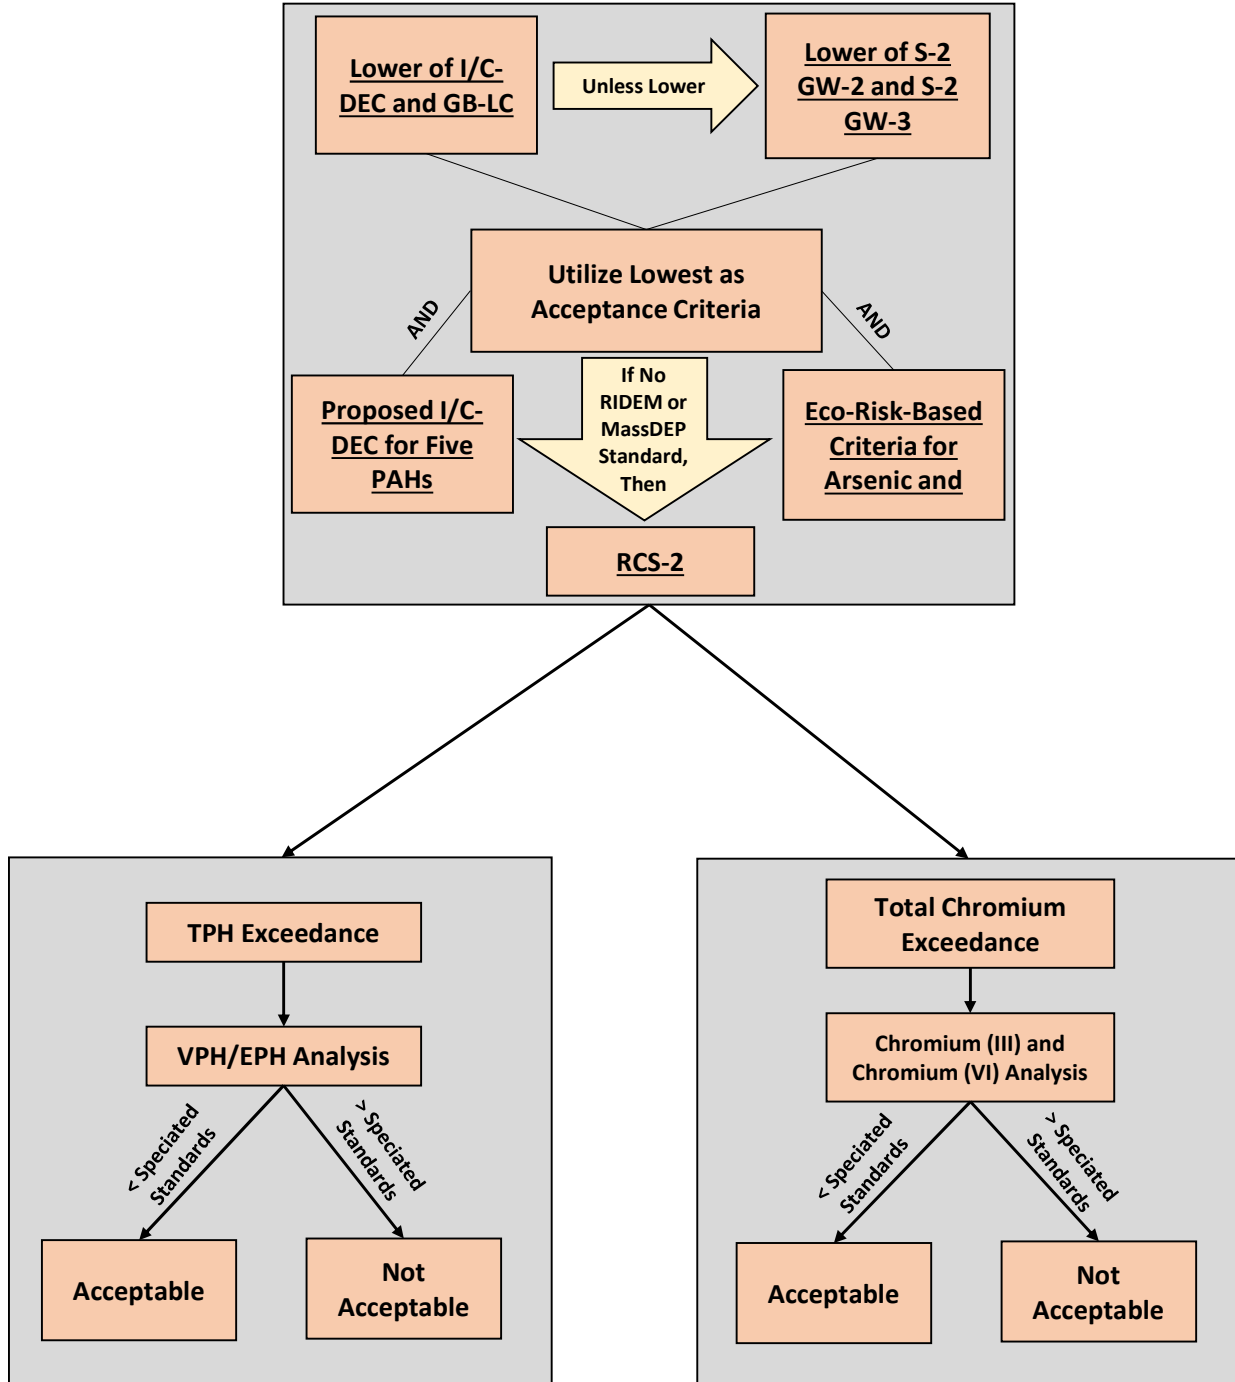 Lower of I/C-
DEC and GB-LC
Unless Lower
Lower of S-2
GW-2 and S-2
GW-3
Utilize Lowest as
Acceptance Criteria
AND
AND
Proposed I/C-
DEC for Five
PAHs
If No
RIDEM or
MassDEP
Standard,
Then
Eco-Risk-Based
Criteria for
Arsenic and
RCS-2
TPH Exceedance
VPH/EPH Analysis
< Speciated
Standards
> Speciated
Standards
Acceptable
Not
Acceptable
Total Chromium
Exceedance
Chromium (III) and
Chromium (VI) Analysis
< Speciated
Standards
> Speciated
Standards
Acceptable
Not
Acceptable